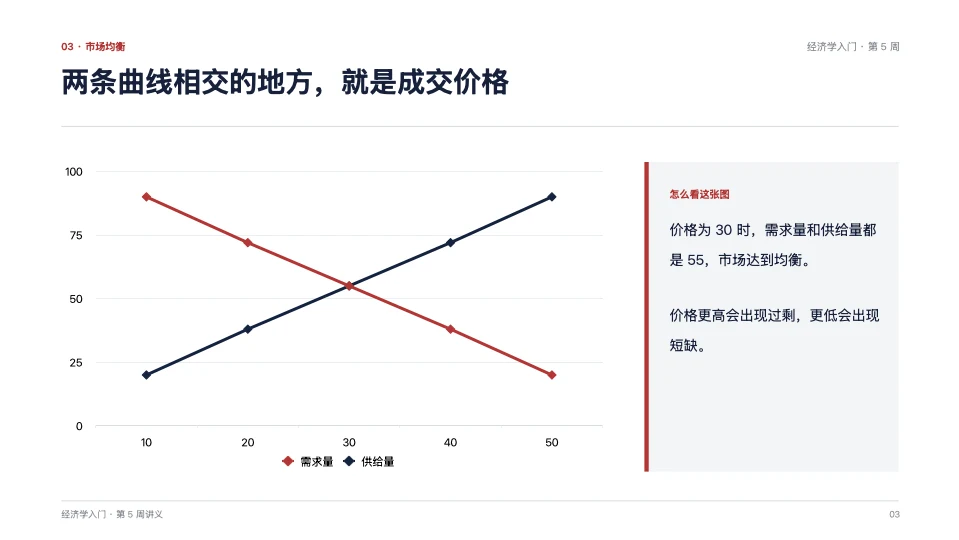 03 · 市场均衡
经济学入门 · 第 5 周
两条曲线相交的地方，就是成交价格
100
75
50
25
0
10 20 30 40 50
需求量 供给量
怎么看这张图
价格为 30 时，需求量和供给量都
是 55，市场达到均衡。
价格更高会出现过剩，更低会出现
短缺。
经济学入门 · 第 5 周讲义
03